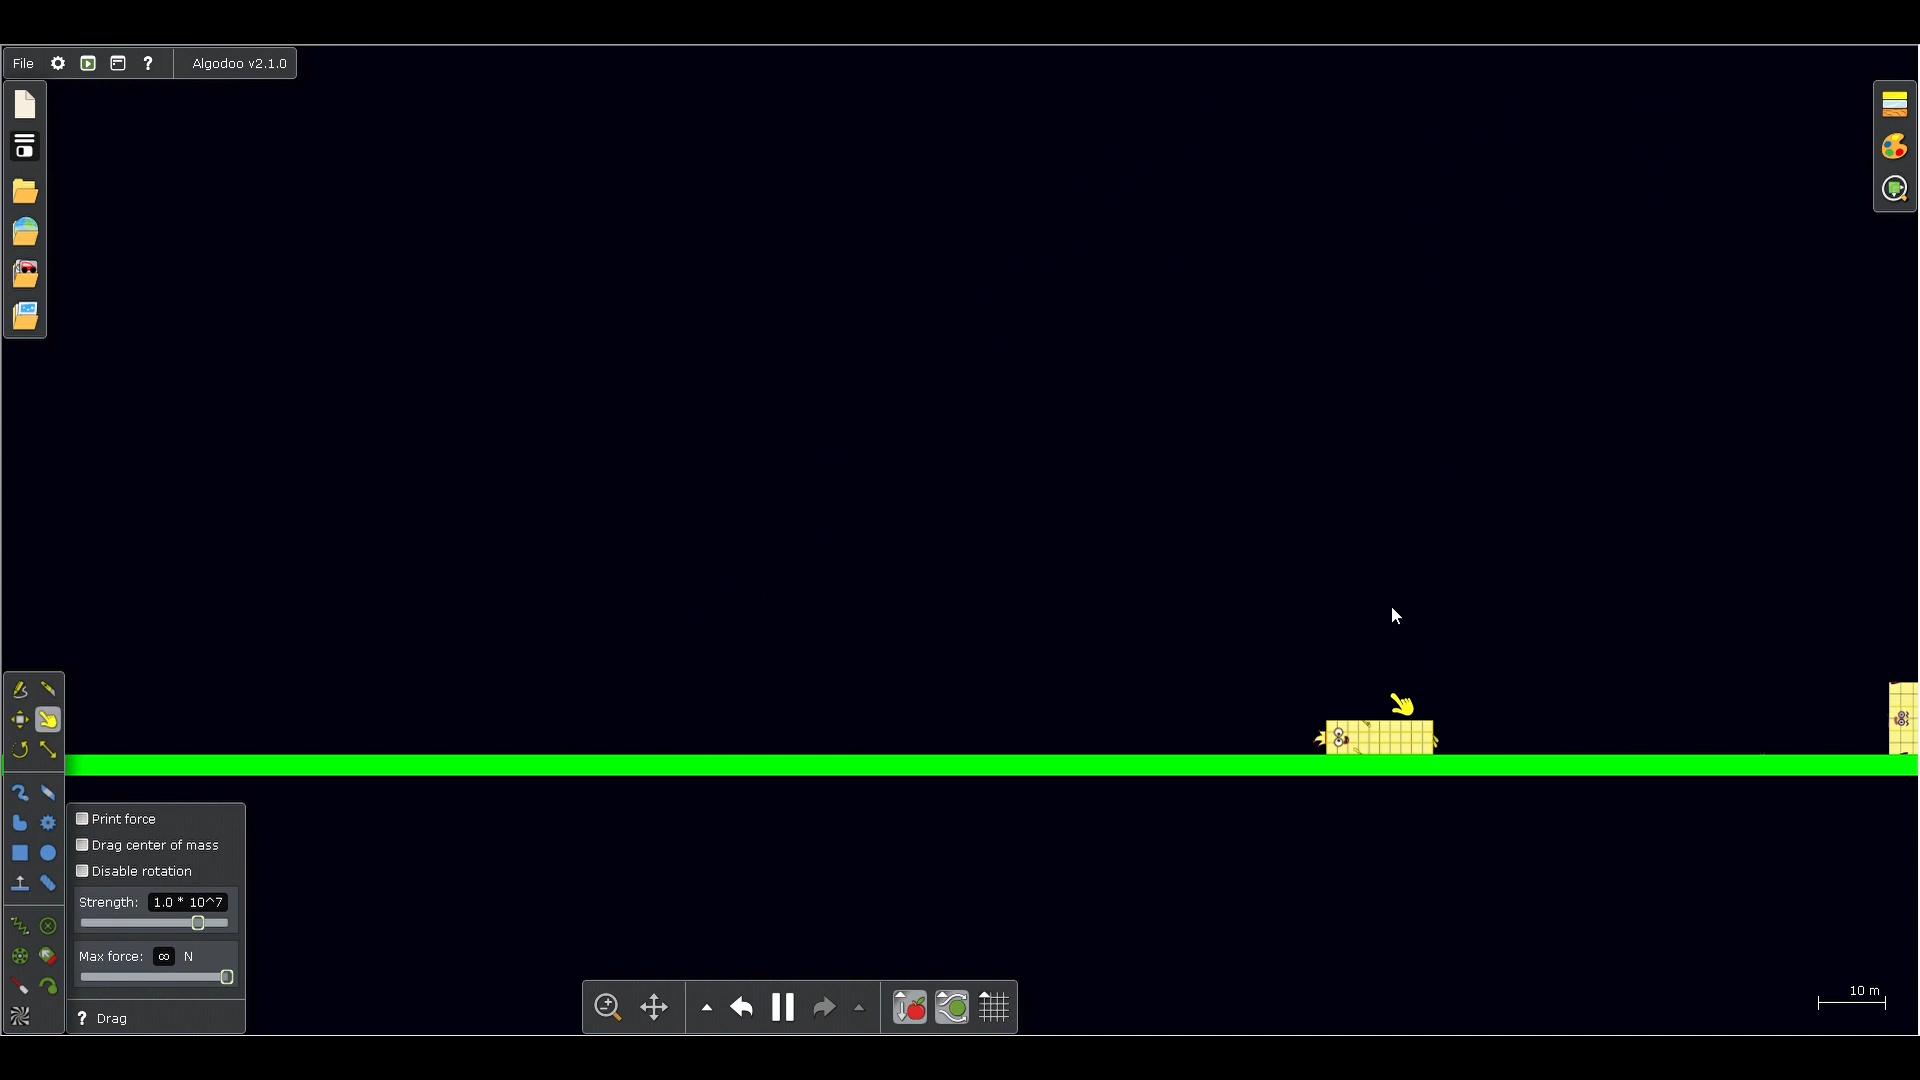 File ? Algodoo v2.1.0
Print force
Drag center of mass
Disable rotation
Strength: 1.0 * 10^7
Max force: ∞ N
? Drag
10 m